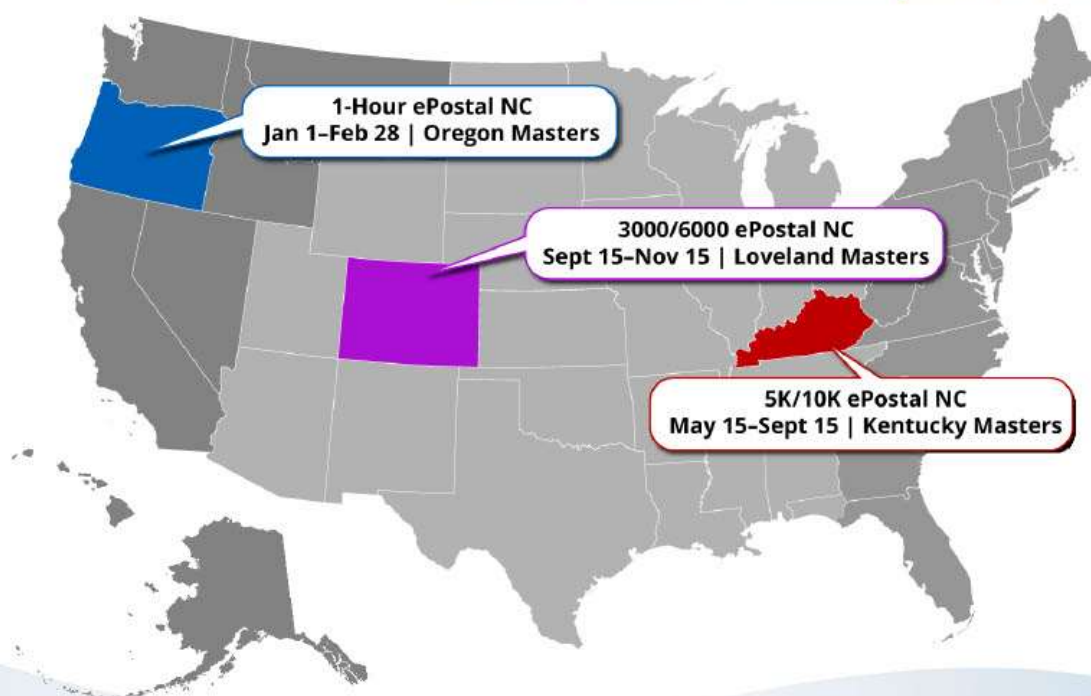 1-Hour ePostal NC
Jan 1–Feb 28 | Oregon Masters
3000/6000 ePostal NC
Sept 15–Nov 15 | Loveland Masters
5K/10K ePostal NC
May 15–Sept 15 | Kentucky Masters